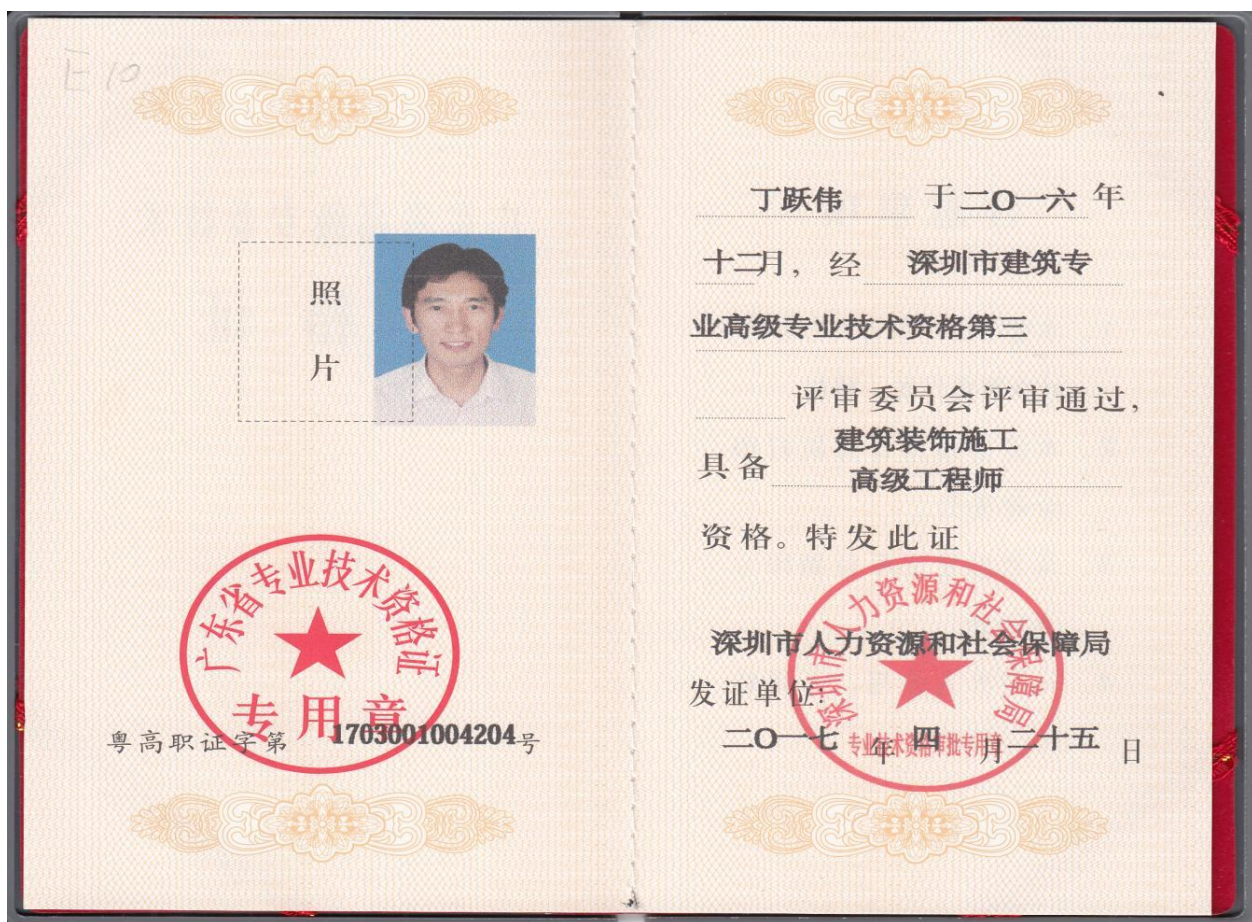 E10
照
片
广东省专业技术资格证
专用章
粤高职证字第 1703001004204号
丁跃伟 于二〇一六 年
十二月, 经 深圳市建筑专
业高级专业技术资格第三
评审委员会评审通过,
建筑装饰施工
具备
高级工程师
资格。特发此证
深圳市人力资源和社会保障局
深圳市人力资源和社会保障局
发证单位:
二〇一七 年 四 月 二十五 日
专业技术资格审批专用章